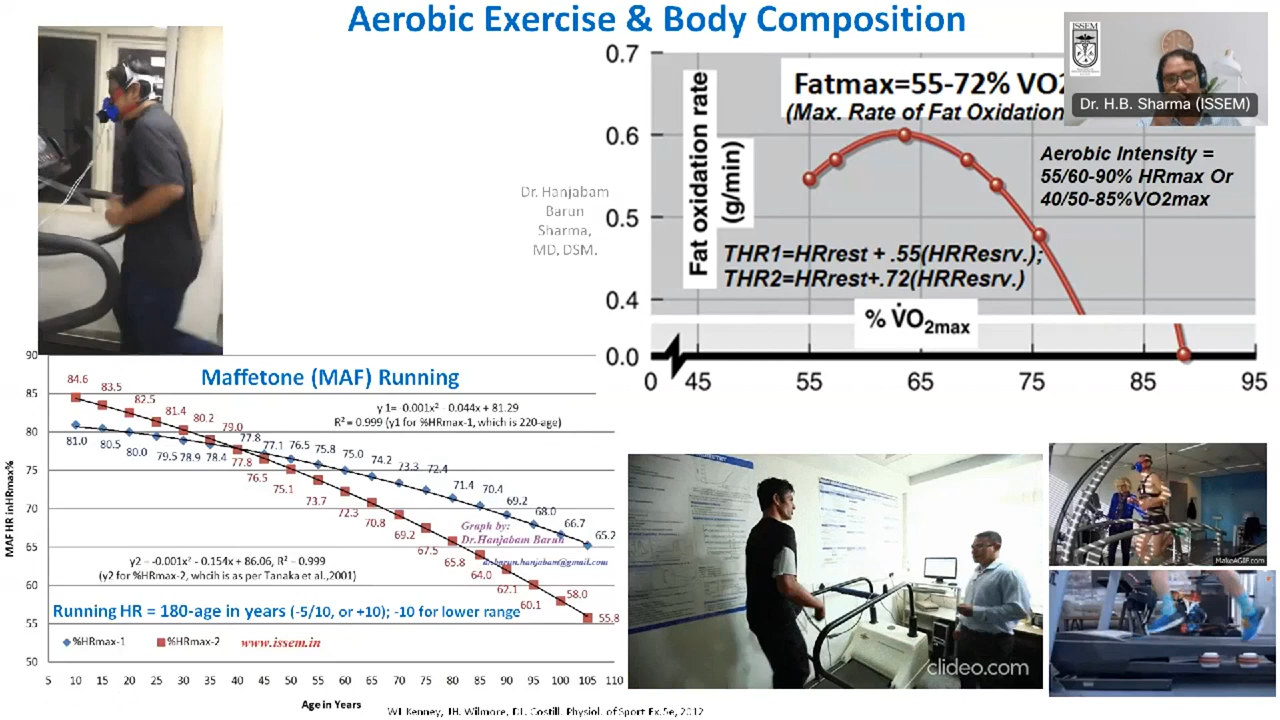 Aerobic Exercise & Body Composition
ISSEM
Dr. H.B. Sharma (ISSEM)
Dr. Hanjabam
Barun
Sharma,
MD, DSM.
0.7
0.6
0.5
0.4
0.0
Fat oxidation rate
(g/min)
Fatmax=55-72% VO2
(Max. Rate of Fat Oxidation
Aerobic Intensity =
55/60-90% HRmax Or
40/50-85%VO2max
THR1=HRrest + .55(HRResrv.);
THR2=HRrest+.72(HRResrv.)
% V̇O2max
0 45 55 65 75 85 95
Maffetone (MAF) Running
y 1= -0.001x² - 0.044x + 81.29
R² = 0.999 (y1 for %HRmax-1, which is 220-age)
90
85
80
75
70
65
60
55
50
MAF HR in HRmax%
84.6 83.5 82.5 81.4 80.2 79.0 77.8 76.5 75.1 73.7 72.3 70.8 69.2 67.5 65.8 64.0 62.1 60.1 58.0 55.8
81.0 80.5 80.0 79.5 78.9 78.4 77.8 77.1 76.5 75.8 75.0 74.2 73.3 72.4 71.4 70.4 69.2 68.0 66.7 65.2
Graph by:
Dr.Hanjabam Barun
dr.barun.hanjabam@gmail.com
y2 = -0.001x² - 0.154x + 86.06, R² = 0.999
(y2 for %HRmax-2, whcih is as per Tanaka et al.,2001)
Running HR = 180-age in years (-5/10, or +10); -10 for lower range
%HRmax-1 %HRmax-2 www.issem.in
5 10 15 20 25 30 35 40 45 50 55 60 65 70 75 80 85 90 95 100 105 110
Age in Years
WL Kenney, JH. Wilmore, DL. Costill. Physiol. of Sport Ex.5e, 2012
clideo.com
MakeAGIF.com